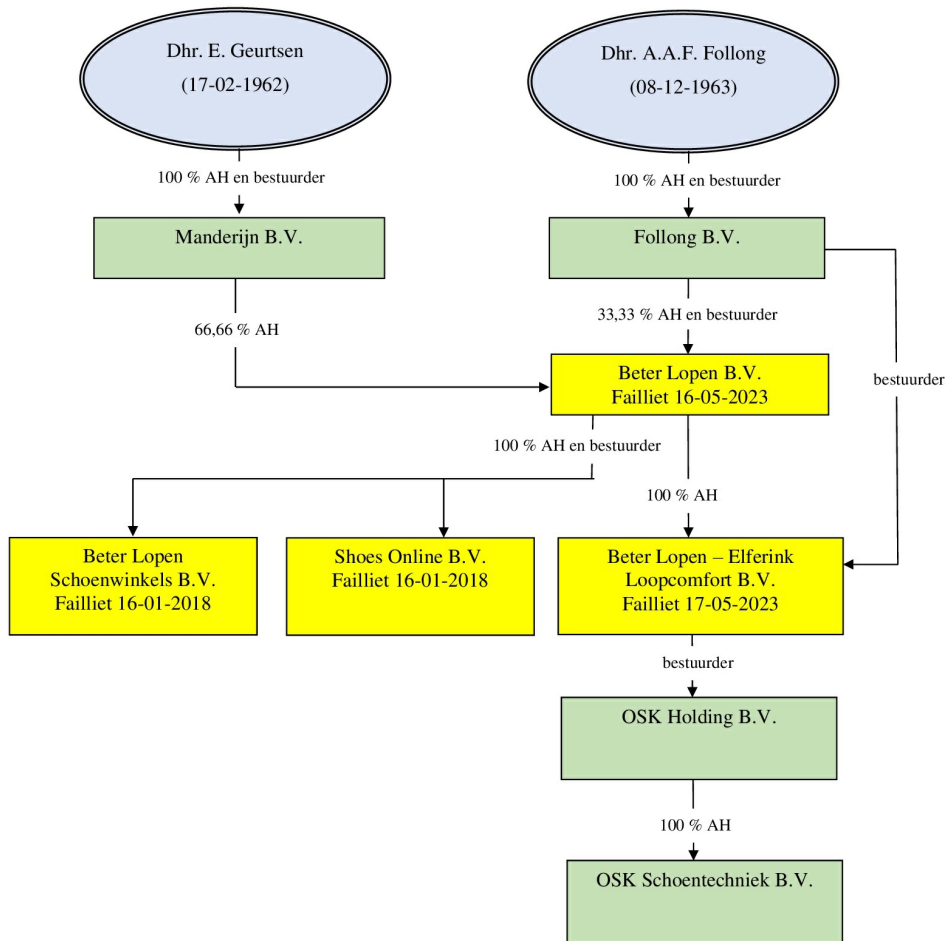 Dhr. E. Geurtsen
(17-02-1962)
Dhr. A.A.F. Follong
(08-12-1963)
100 % AH en bestuurder
100 % AH en bestuurder
Manderijn B.V.
Follong B.V.
66,66 % AH
33,33 % AH en bestuurder
bestuurder
Beter Lopen B.V.
Failliet 16-05-2023
100 % AH en bestuurder
100 % AH
Beter Lopen
Schoenwinkels B.V.
Failliet 16-01-2018
Shoes Online B.V.
Failliet 16-01-2018
Beter Lopen – Elferink
Loopcomfort B.V.
Failliet 17-05-2023
bestuurder
OSK Holding B.V.
100 % AH
OSK Schoentechniek B.V.